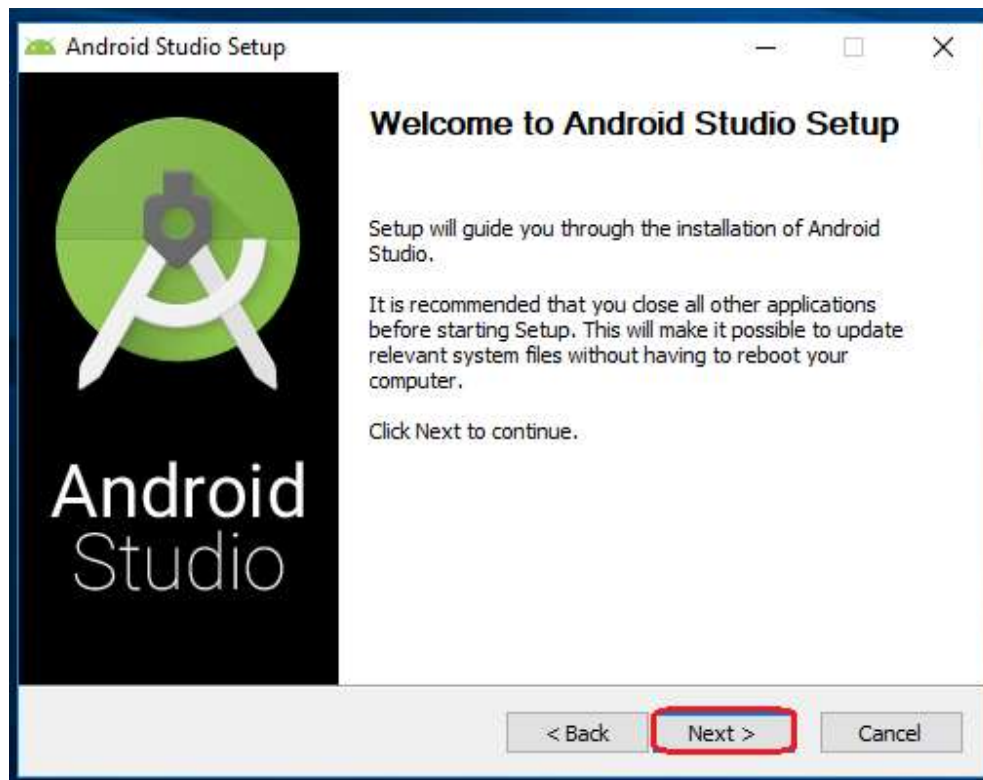 Android Studio Setup
Welcome to Android Studio Setup
Setup will guide you through the installation of Android
Studio.
It is recommended that you close all other applications
before starting Setup. This will make it possible to update
relevant system files without having to reboot your
computer.
Click Next to continue.
Android
Studio
< Back
Next >
Cancel